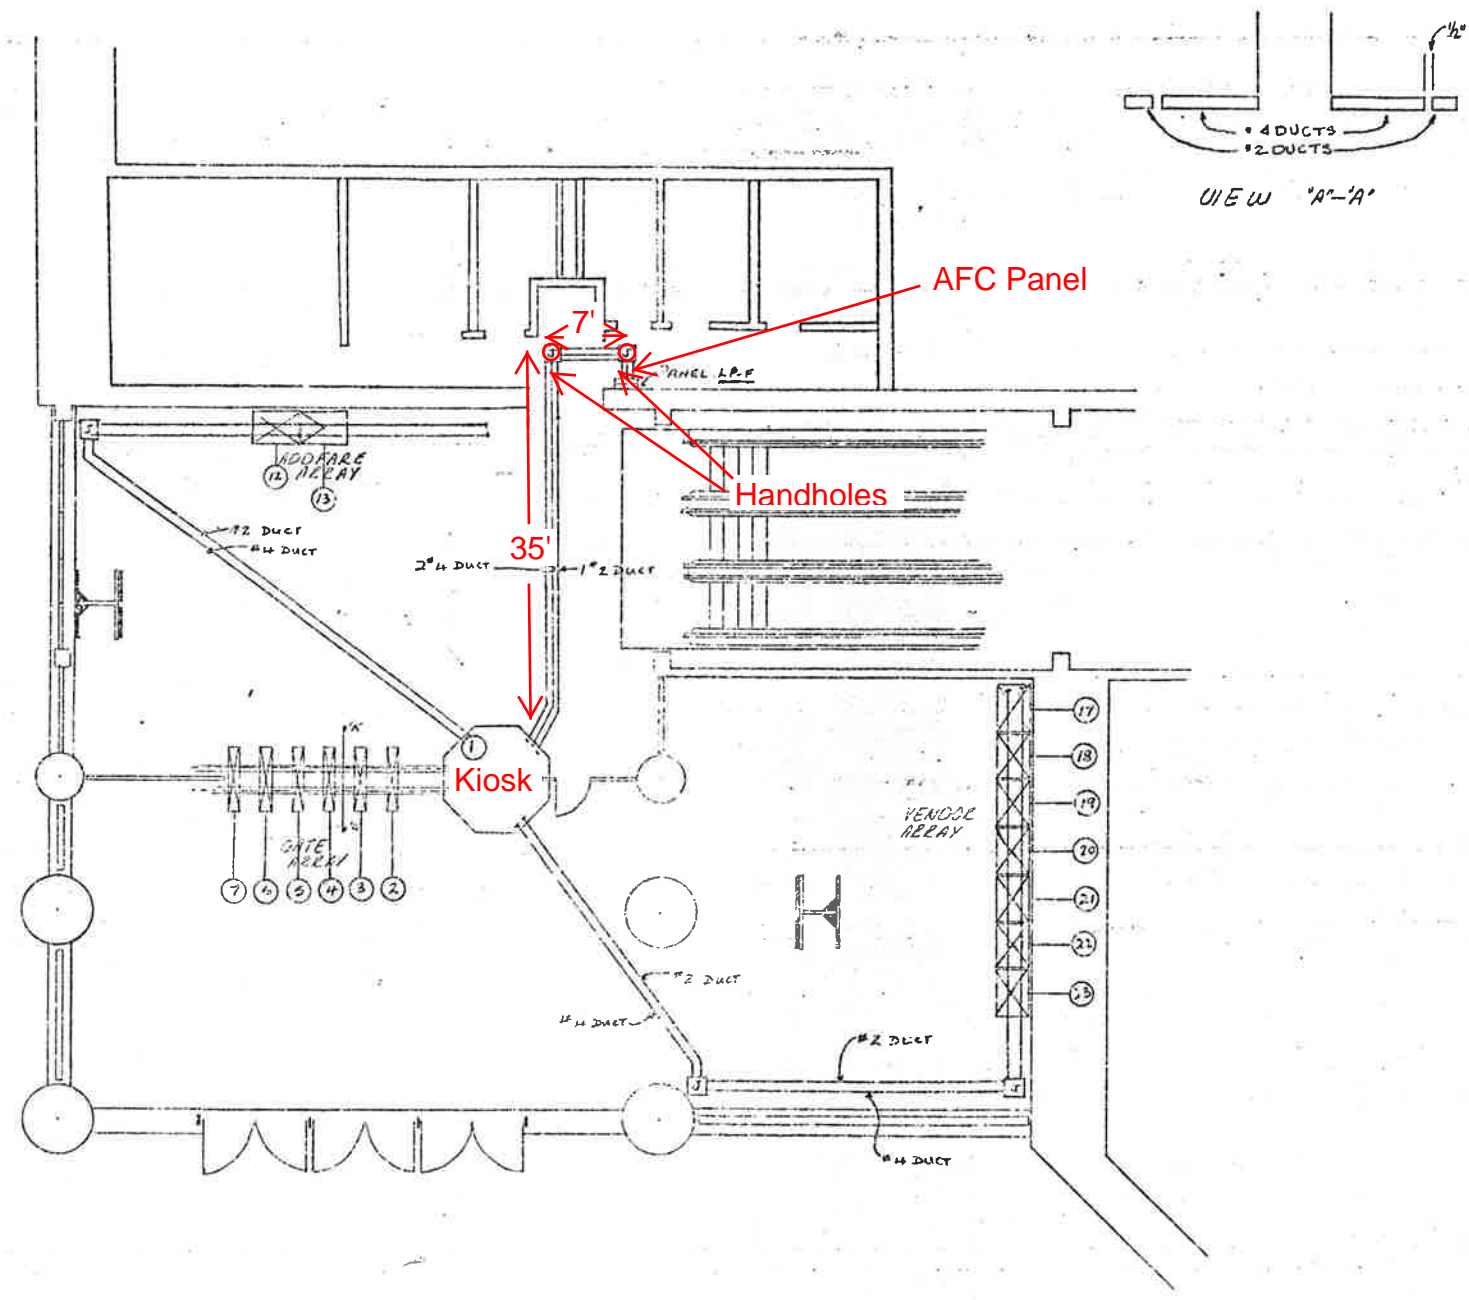 1/2"
#4 DUCTS
#2 DUCTS
VIEW "A"-"A"
AFC Panel
7'
J
J
PANEL LP-F
J
ADDFARE
ARRAY
12
13
Handholes
#2 DUCT
#4 DUCT
35'
2#4 DUCT
1#2 DUCT
17
"A"
1
18
Kiosk
19
VENDOR
ARRAY
GATE
ARRAY
20
7
6
5
4
3
2
21
22
#2 DUCT
23
#4 DUCT
#2 DUCT
J
J
#4 DUCT